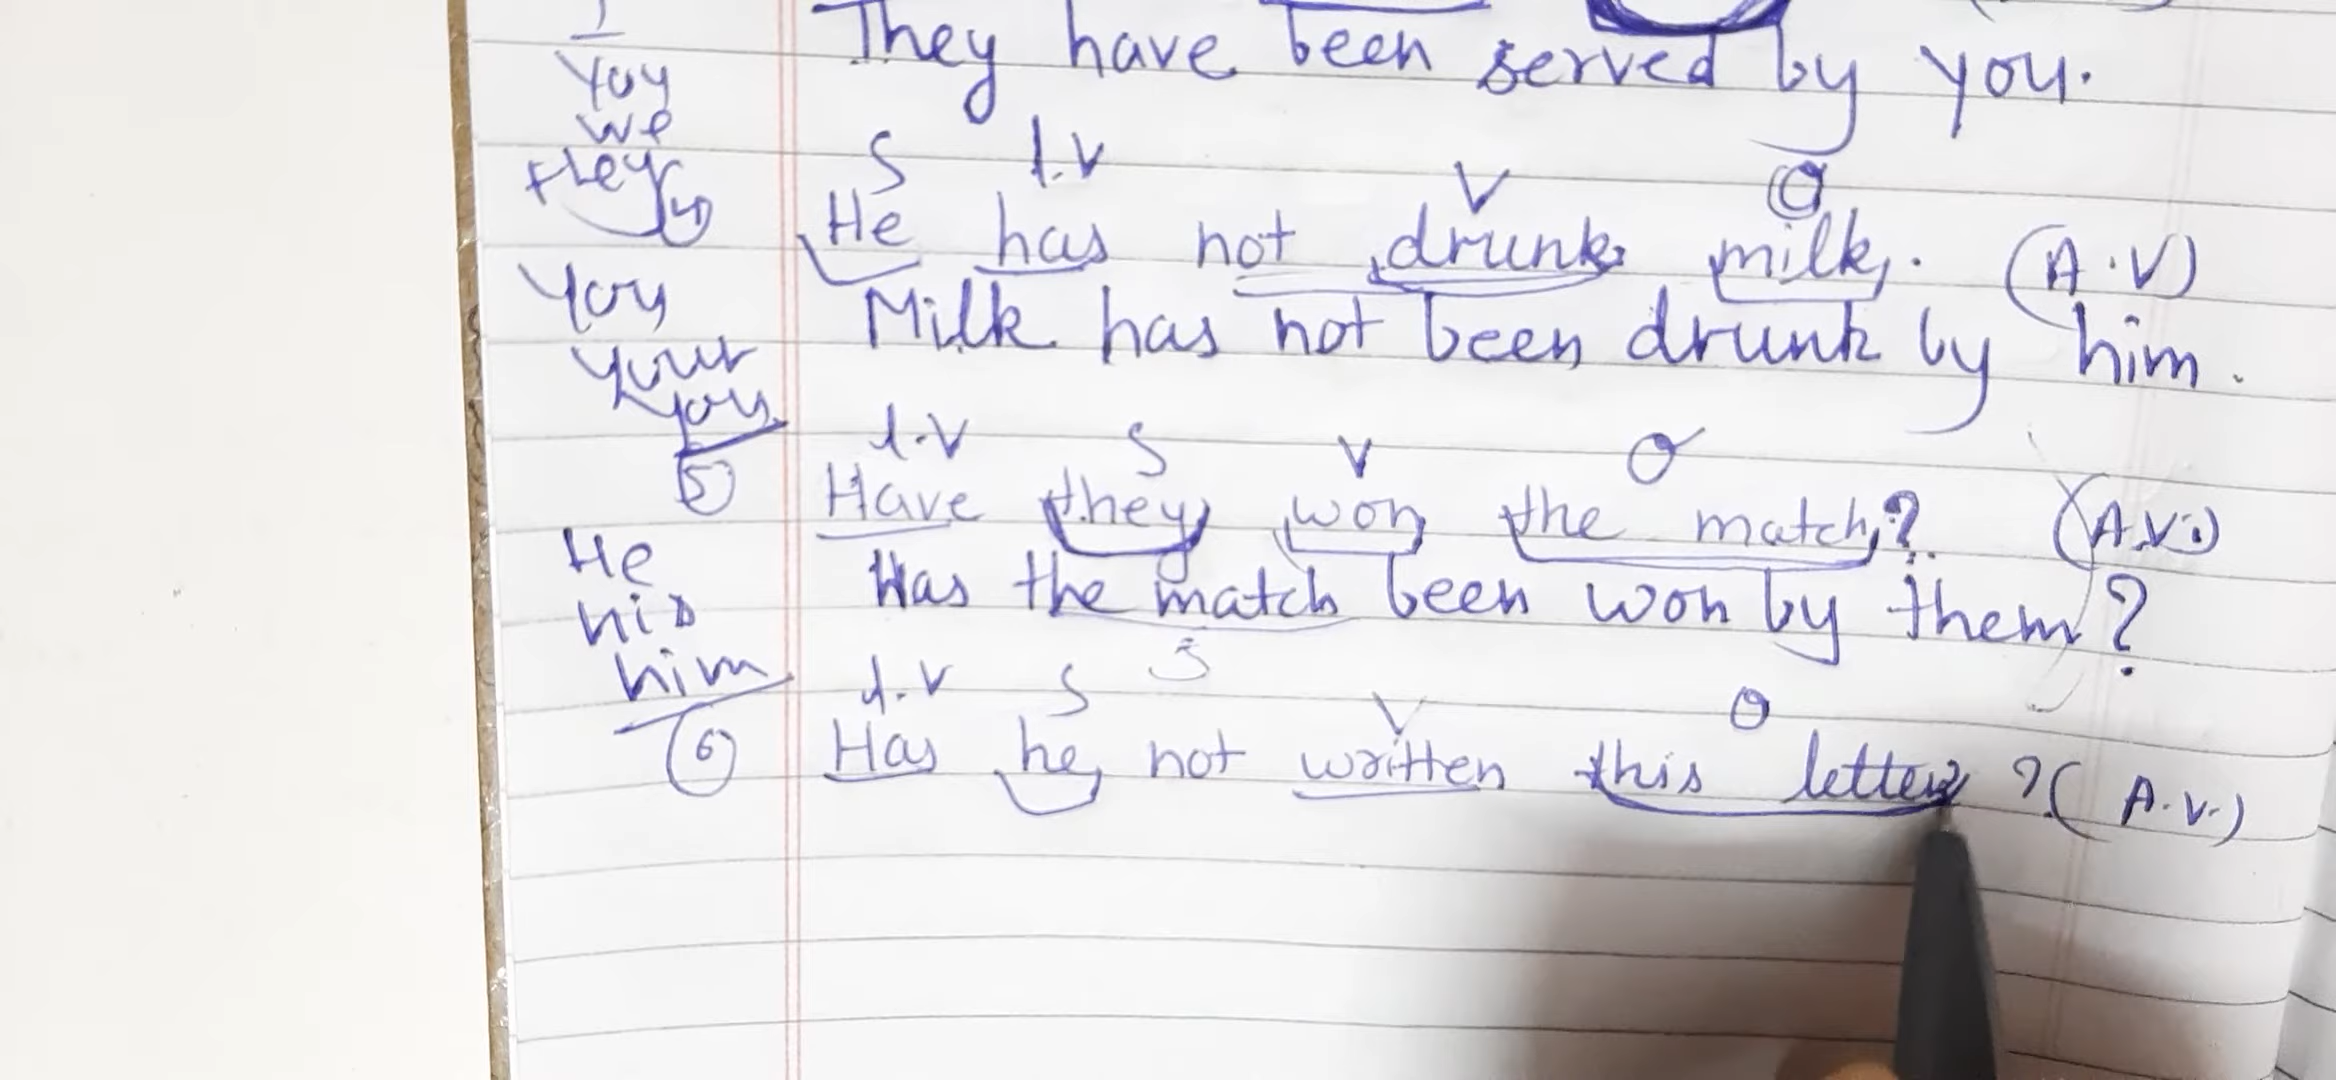 I
You
we
they
They have been served by you.
S I.V V O
4 He has not drunk milk. (A.V)
You
your
you
Milk has not been drunk by him.
I.V S V O
5 Have they won the match? (A.V.)
He
his
him
Has the match been won by them?
S
I.V S V O
6 Has he not written this letter? (A.V.)